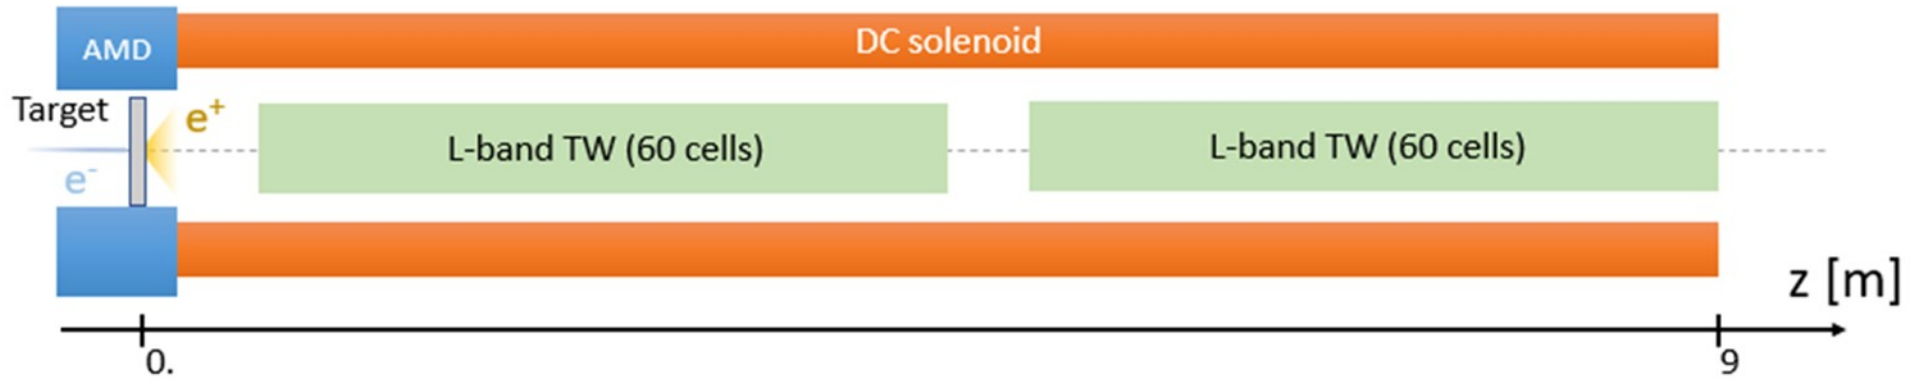 AMD
DC solenoid
Target
e⁺
L-band TW (60 cells)
L-band TW (60 cells)
e⁻
z [m]
0.
9